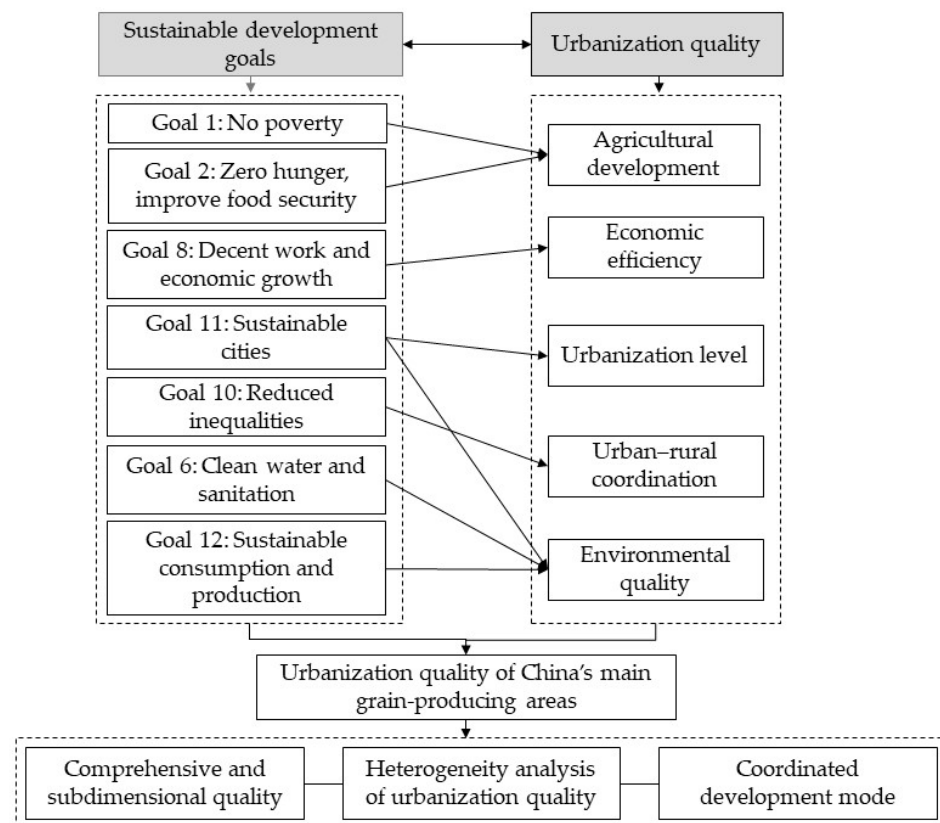 Sustainable development
goals
Urbanization quality
Goal 1: No poverty
Goal 2: Zero hunger,
improve food security
Goal 8: Decent work and
economic growth
Goal 11: Sustainable
cities
Goal 10: Reduced
inequalities
Goal 6: Clean water and
sanitation
Goal 12: Sustainable
consumption and
production
Agricultural
development
Economic
efficiency
Urbanization level
Urban–rural
coordination
Environmental
quality
Urbanization quality of China’s main
grain-producing areas
Comprehensive and
subdimensional quality
Heterogeneity analysis
of urbanization quality
Coordinated
development mode